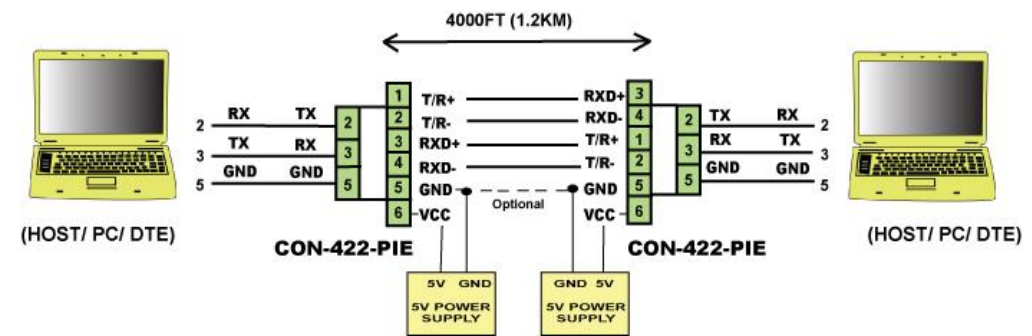 4000FT (1.2KM)
1 T/R+ RXD+ 3
2 T/R- RXD- 4
3 RXD+ T/R+ 1
4 RXD- T/R- 2
5 GND GND 5
Optional
6 VCC VCC 6
RX TX
2 2
TX RX
3 3
GND GND
5 5
TX RX
2 2
RX TX
3 3
GND GND
5 5
(HOST/ PC/ DTE)
CON-422-PIE
CON-422-PIE
(HOST/ PC/ DTE)
5V GND
5V POWER
SUPPLY
GND 5V
5V POWER
SUPPLY